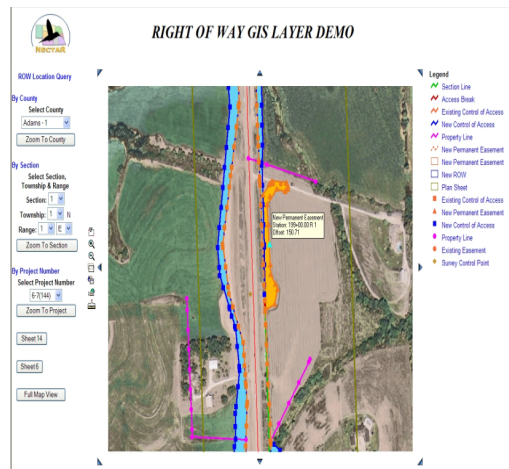 RIGHT OF WAY GIS LAYER DEMO
NECTAR
ROW Location Query
By County
Select County
Adams - 1
Zoom To County
By Section
Select Section,
Township & Range
Section: 1
Township: 1 N
Range: 1 E
Zoom To Section
By Project Number
Select Project Number
6-7(144)
Zoom To Project
Sheet 14
Sheet 6
Full Map View
New Permanent Easement
Station: 199+00.00 R 1
Offset: 150.71
Legend
Section Line
Access Break
Existing Control of Access
New Control of Access
Property Line
New Permanent Easement
New Permanent Easement
New ROW
Plan Sheet
Existing Control of Access
New Permanent Easement
New Control of Access
Property Line
Existing Easement
Survey Control Point